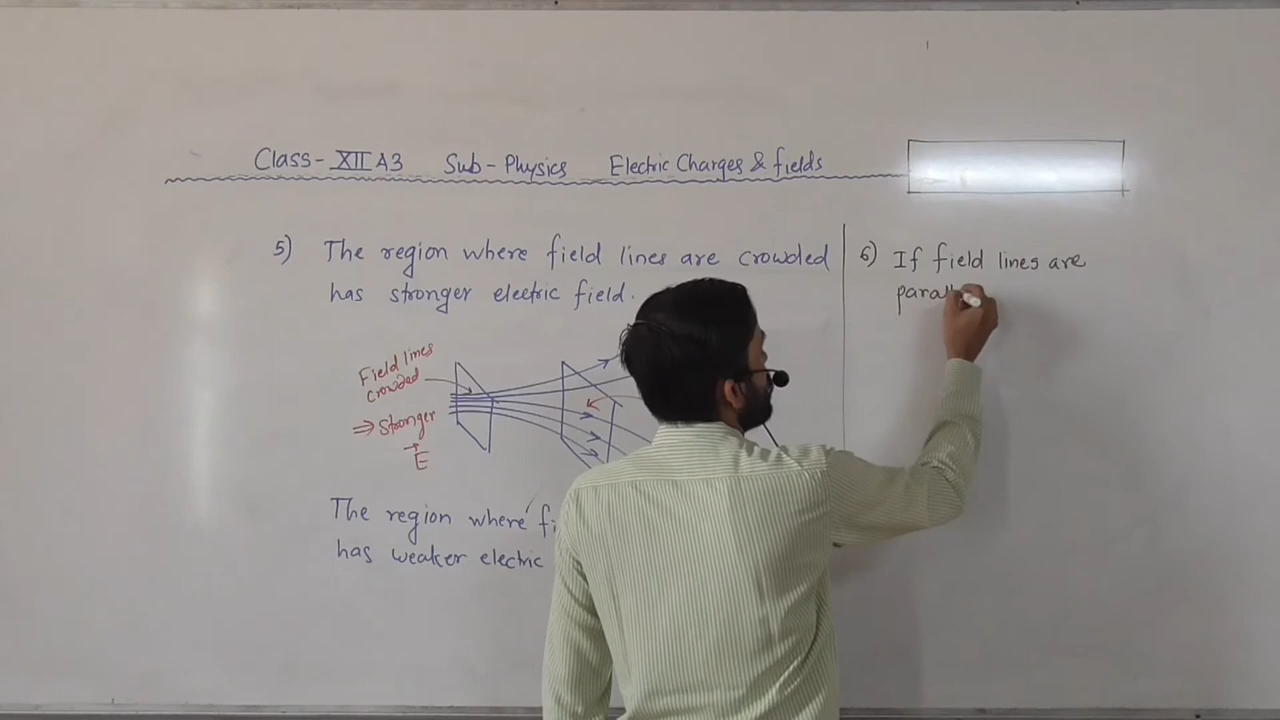 Class - XII A3 Sub - Physics Electric Charges & fields
5) The region where field lines are crowded
has stronger electric field.
Field lines
crowded
⇒ Stronger
E⃗
The region where
has weaker electric
6) If field lines are